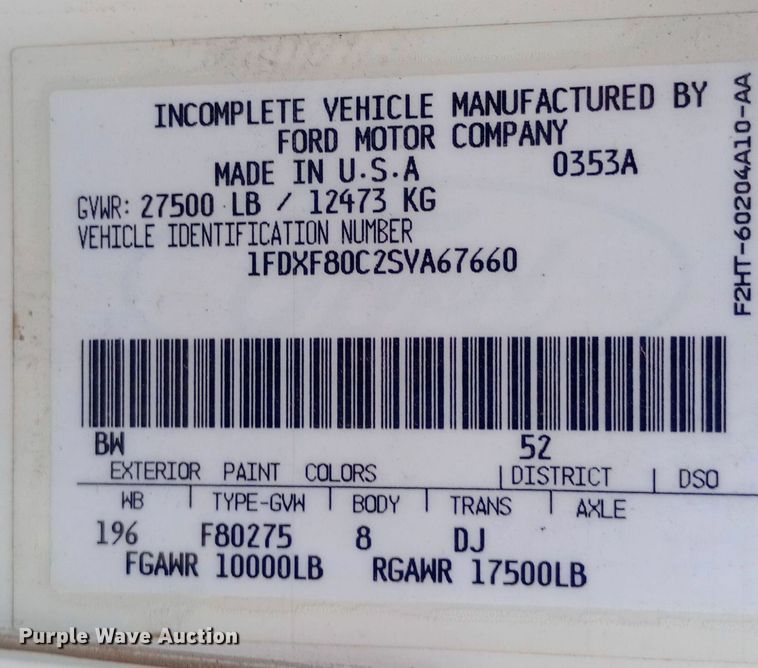 INCOMPLETE VEHICLE MANUFACTURED BY
FORD MOTOR COMPANY
MADE IN U.S.A 0353A
GVWR: 27500 LB / 12473 KG
VEHICLE IDENTIFICATION NUMBER
1FDXF80C2SVA67660
F2HT-60204A10-AA
BW 52
EXTERIOR PAINT COLORS | DISTRICT | DSO
WB | TYPE-GVW | BODY | TRANS | AXLE
196 F80275 8 DJ
FGAWR 10000LB RGAWR 17500LB
Purple Wave Auction